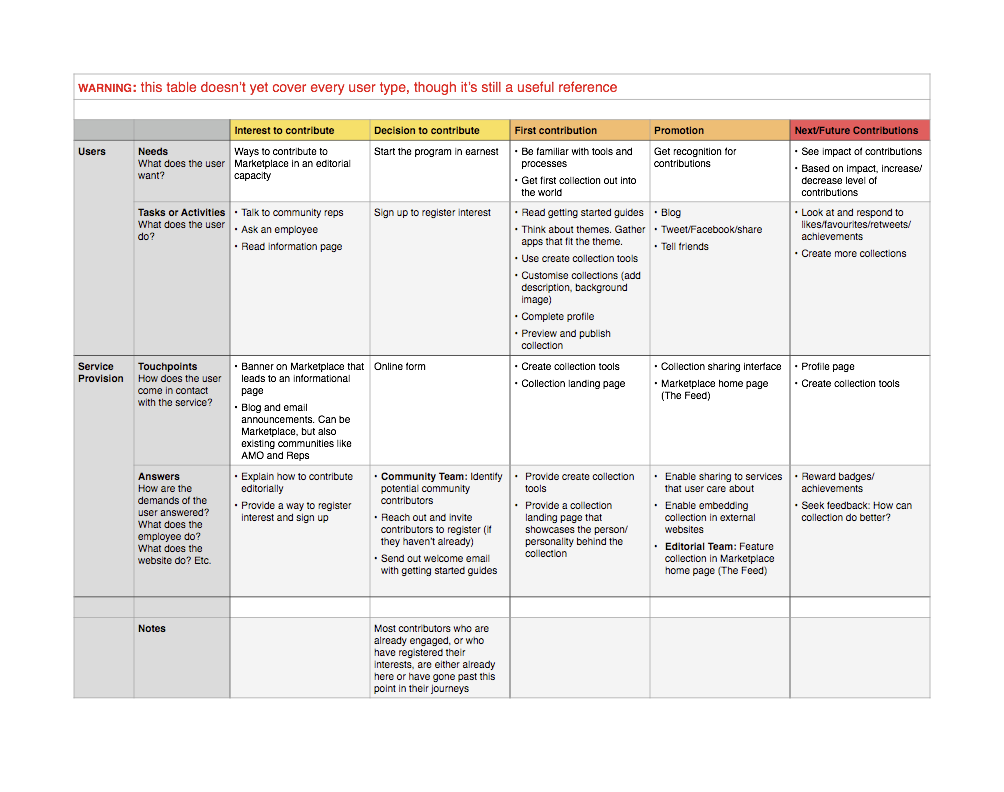 WARNING: this table doesn't yet cover every user type, though it's still a useful reference
Interest to contribute
Decision to contribute
First contribution
Promotion
Next/Future Contributions
Users
Needs
What does the user
want?
Ways to contribute to
Marketplace in an editorial
capacity
Start the program in earnest
• Be familiar with tools and
processes
• Get first collection out into
the world
Get recognition for
contributions
• See impact of contributions
• Based on impact, increase/
decrease level of
contributions
Tasks or Activities
What does the user
do?
• Talk to community reps
• Ask an employee
• Read information page
Sign up to register interest
• Read getting started guides
• Think about themes. Gather
apps that fit the theme.
• Use create collection tools
• Customise collections (add
description, background
image)
• Complete profile
• Preview and publish
collection
• Blog
• Tweet/Facebook/share
• Tell friends
• Look at and respond to
likes/favourites/retweets/
achievements
• Create more collections
Service
Provision
Touchpoints
How does the user
come in contact
with the service?
• Banner on Marketplace that
leads to an informational
page
• Blog and email
announcements. Can be
Marketplace, but also
existing communities like
AMO and Reps
Online form
• Create collection tools
• Collection landing page
• Collection sharing interface
• Marketplace home page
(The Feed)
• Profile page
• Create collection tools
Answers
How are the
demands of the
user answered?
What does the
employee do?
What does the
website do? Etc.
• Explain how to contribute
editorially
• Provide a way to register
interest and sign up
• Community Team: Identify
potential community
contributors
• Reach out and invite
contributors to register (if
they haven't already)
• Send out welcome email
with getting started guides
• Provide create collection
tools
• Provide a collection
landing page that
showcases the person/
personality behind the
collection
• Enable sharing to services
that user care about
• Enable embedding
collection in external
websites
• Editorial Team: Feature
collection in Marketplace
home page (The Feed)
• Reward badges/
achievements
• Seek feedback: How can
collection do better?
Notes
Most contributors who are
already engaged, or who
have registered their
interests, are either already
here or have gone past this
point in their journeys